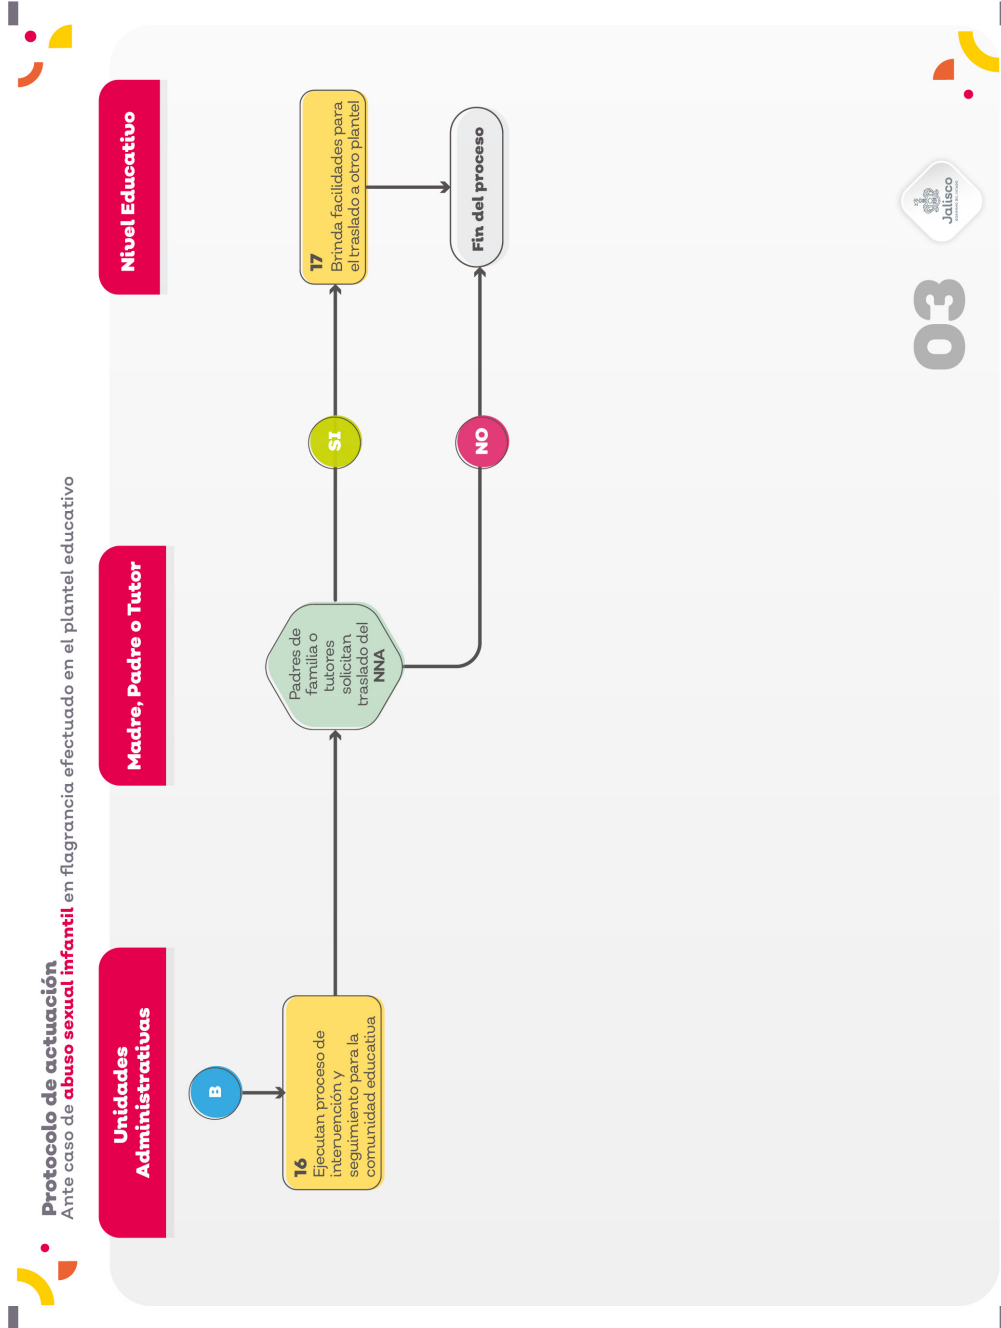 Protocolo de actuación
Ante caso de abuso sexual infantil en flagrancia efectuado en el plantel educativo
Unidades
Administrativas
Madre, Padre o Tutor
Nivel Educativo
B
16
Ejecutan proceso de
intervención y
seguimiento para la
comunidad educativa
Padres de
familia o
tutores
solicitan
traslado del
NNA
SI
17
Brinda facilidades para
el traslado a otro plantel
NO
Fin del proceso
03
Jalisco